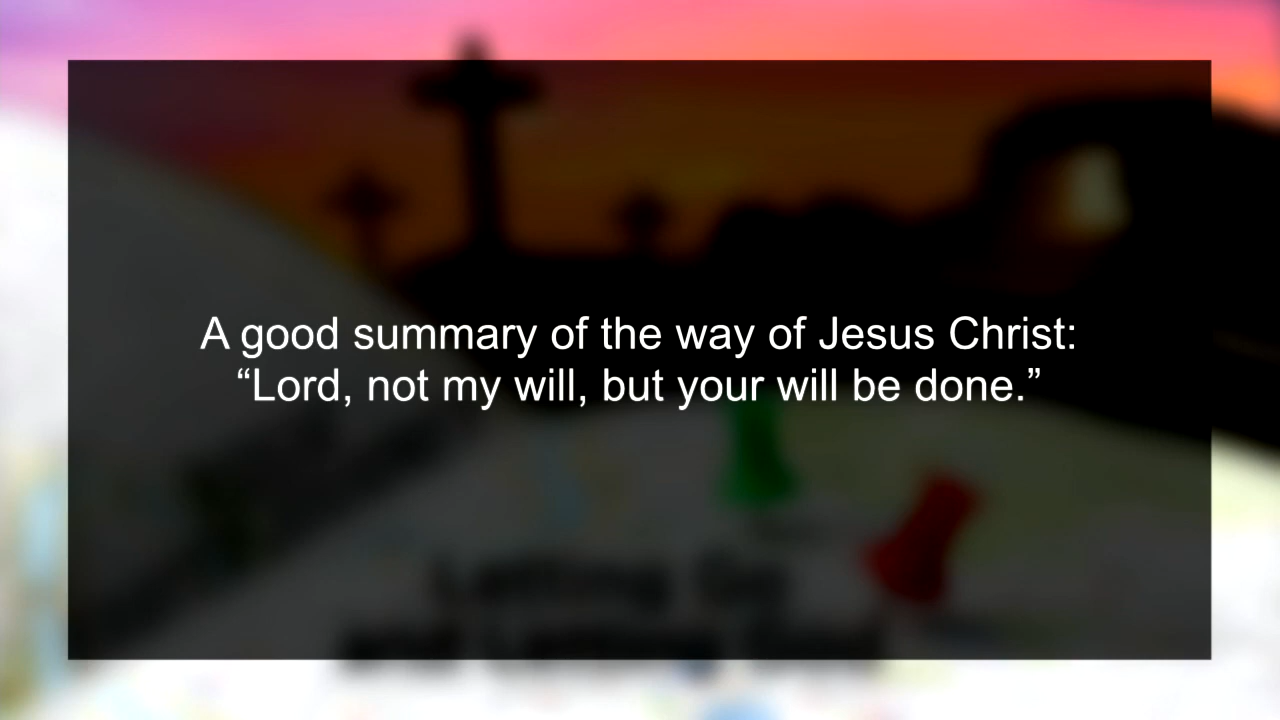 A good summary of the way of Jesus Christ:
“Lord, not my will, but your will be done.”